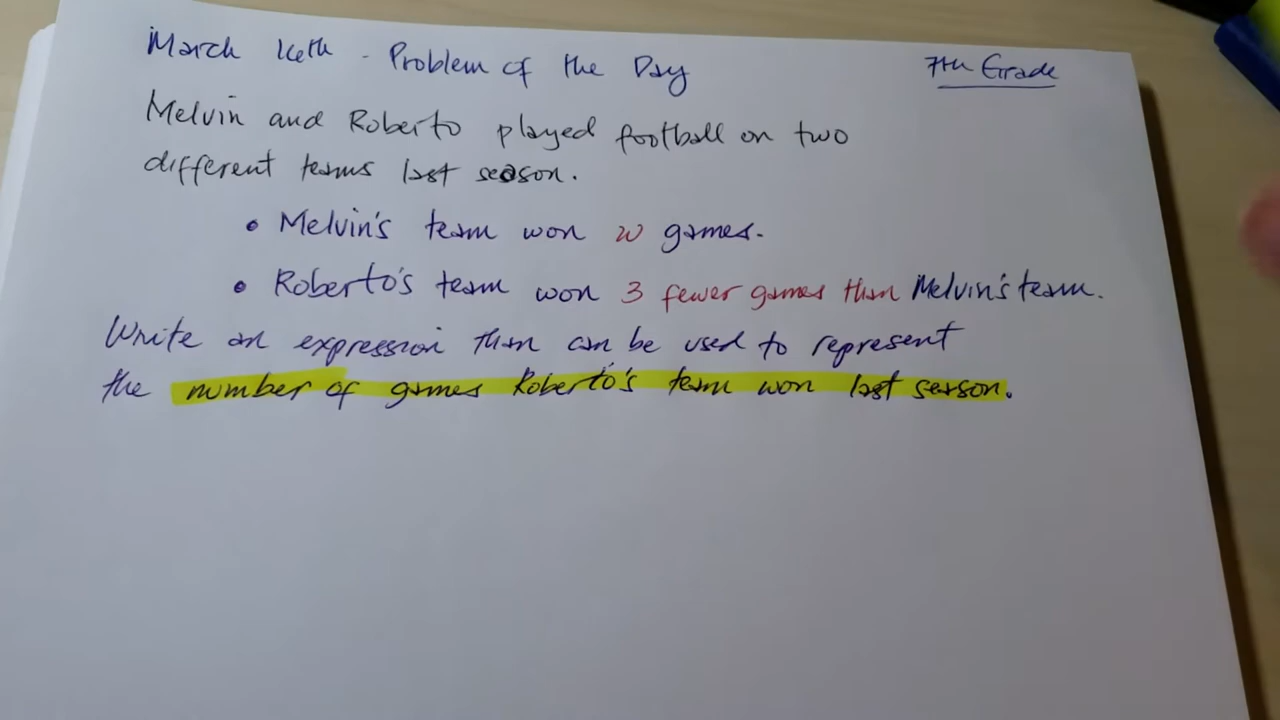 March 16th - Problem of the Day
7th Grade
Melvin and Roberto played football on two
different teams last season.
• Melvin's team won w games.
• Roberto's team won 3 fewer games than Melvin's team.
Write an expression than can be used to represent
the number of games Roberto's team won last season.